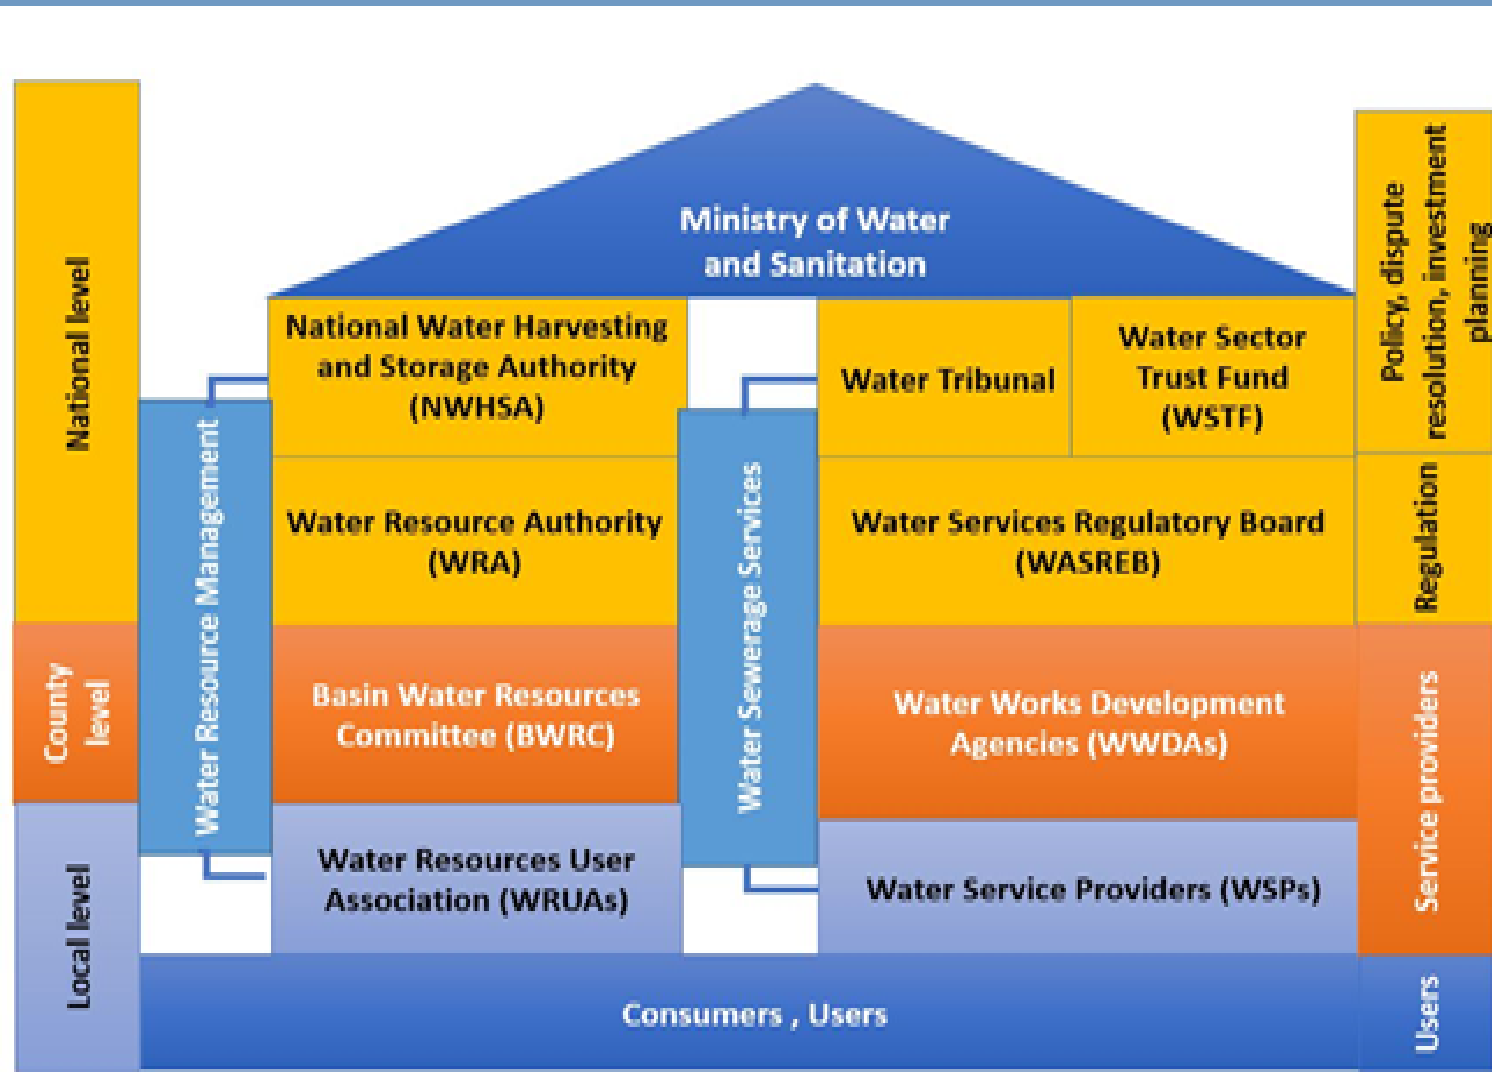 National level
County
level
Local level
Water Resource Management
Ministry of Water
and Sanitation
National Water Harvesting
and Storage Authority
(NWHSA)
Water Resource Authority
(WRA)
Basin Water Resources
Committee (BWRC)
Water Resources User
Association (WRUAs)
Water Sewerage Services
Water Tribunal
Water Sector
Trust Fund
(WSTF)
Water Services Regulatory Board
(WASREB)
Water Works Development
Agencies (WWDAs)
Water Service Providers (WSPs)
Consumers , Users
Policy, dispute
resolution, investment
planning
Regulation
Service providers
Users